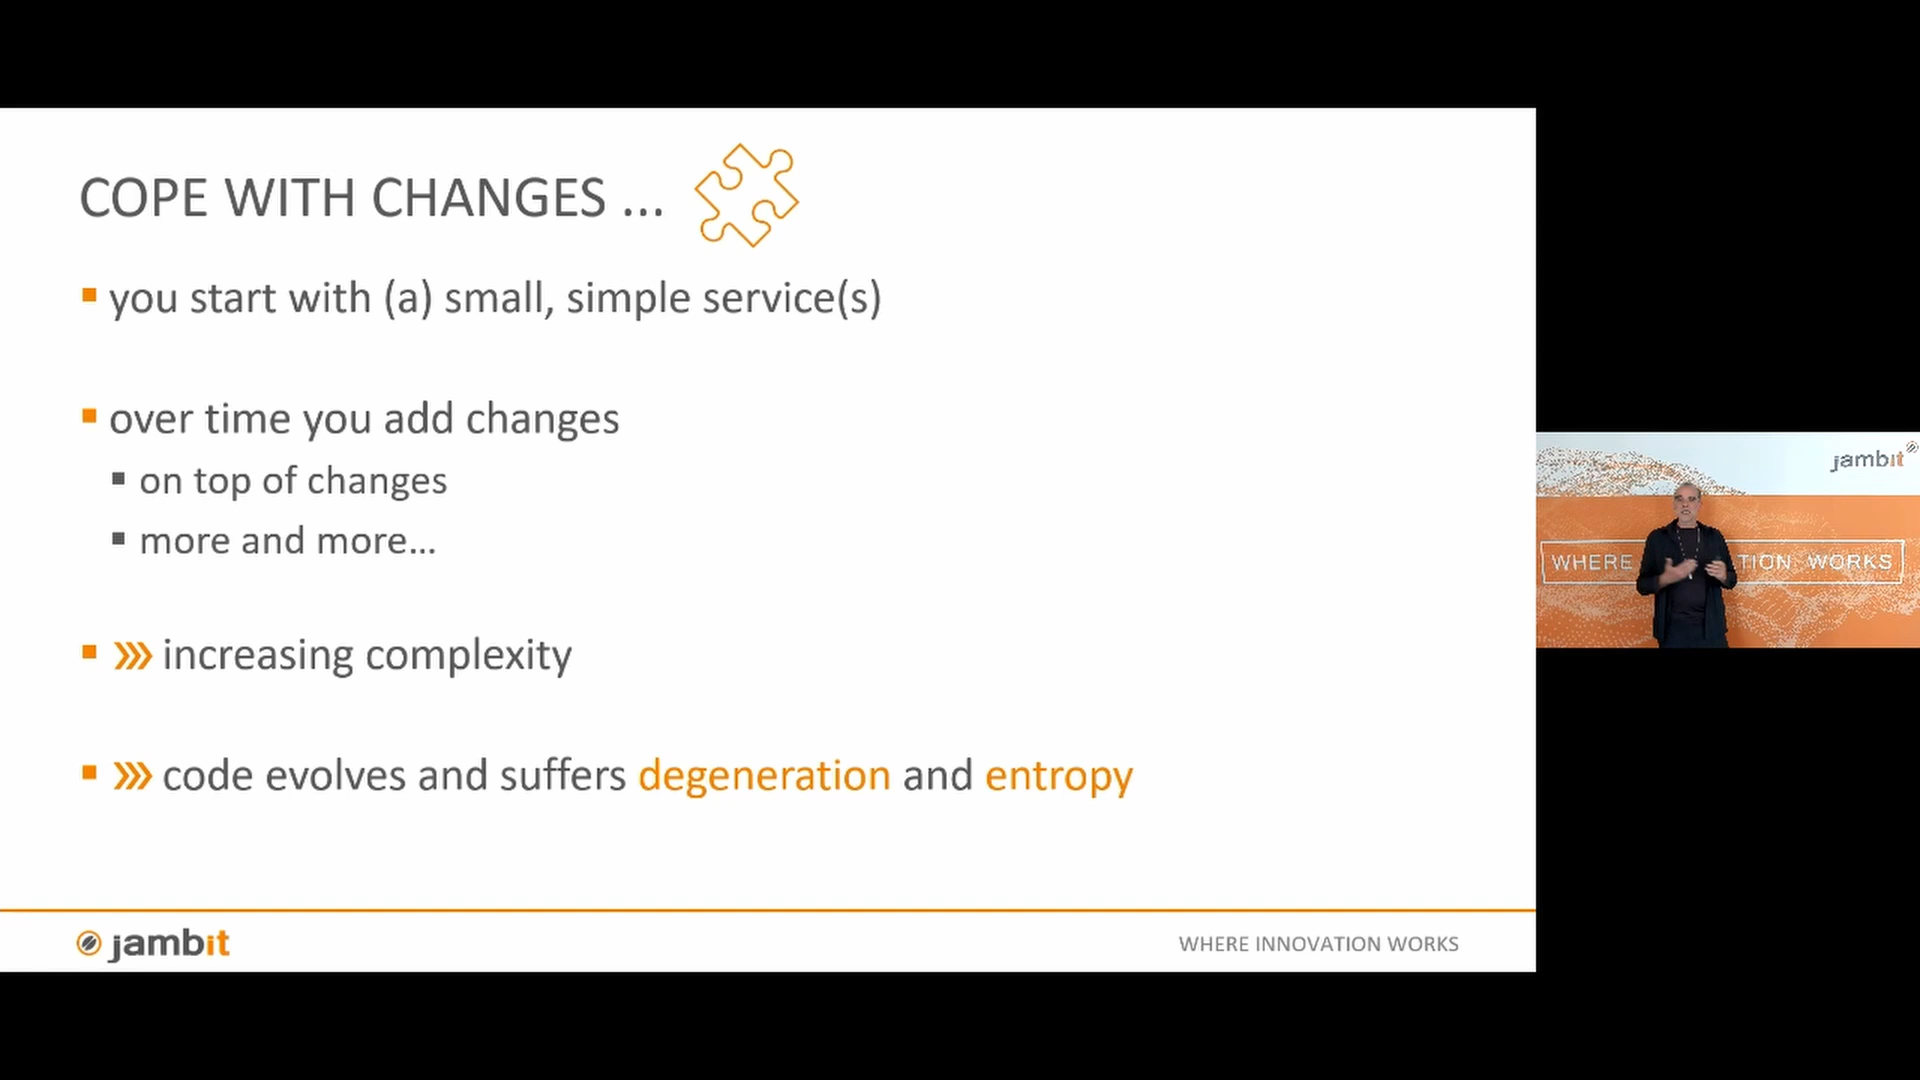 COPE WITH CHANGES ...
you start with (a) small, simple service(s)
over time you add changes
on top of changes
more and more...
increasing complexity
code evolves and suffers degeneration and entropy
jambit
WHERE INNOVATION WORKS
jambit
WHERE TION WORKS